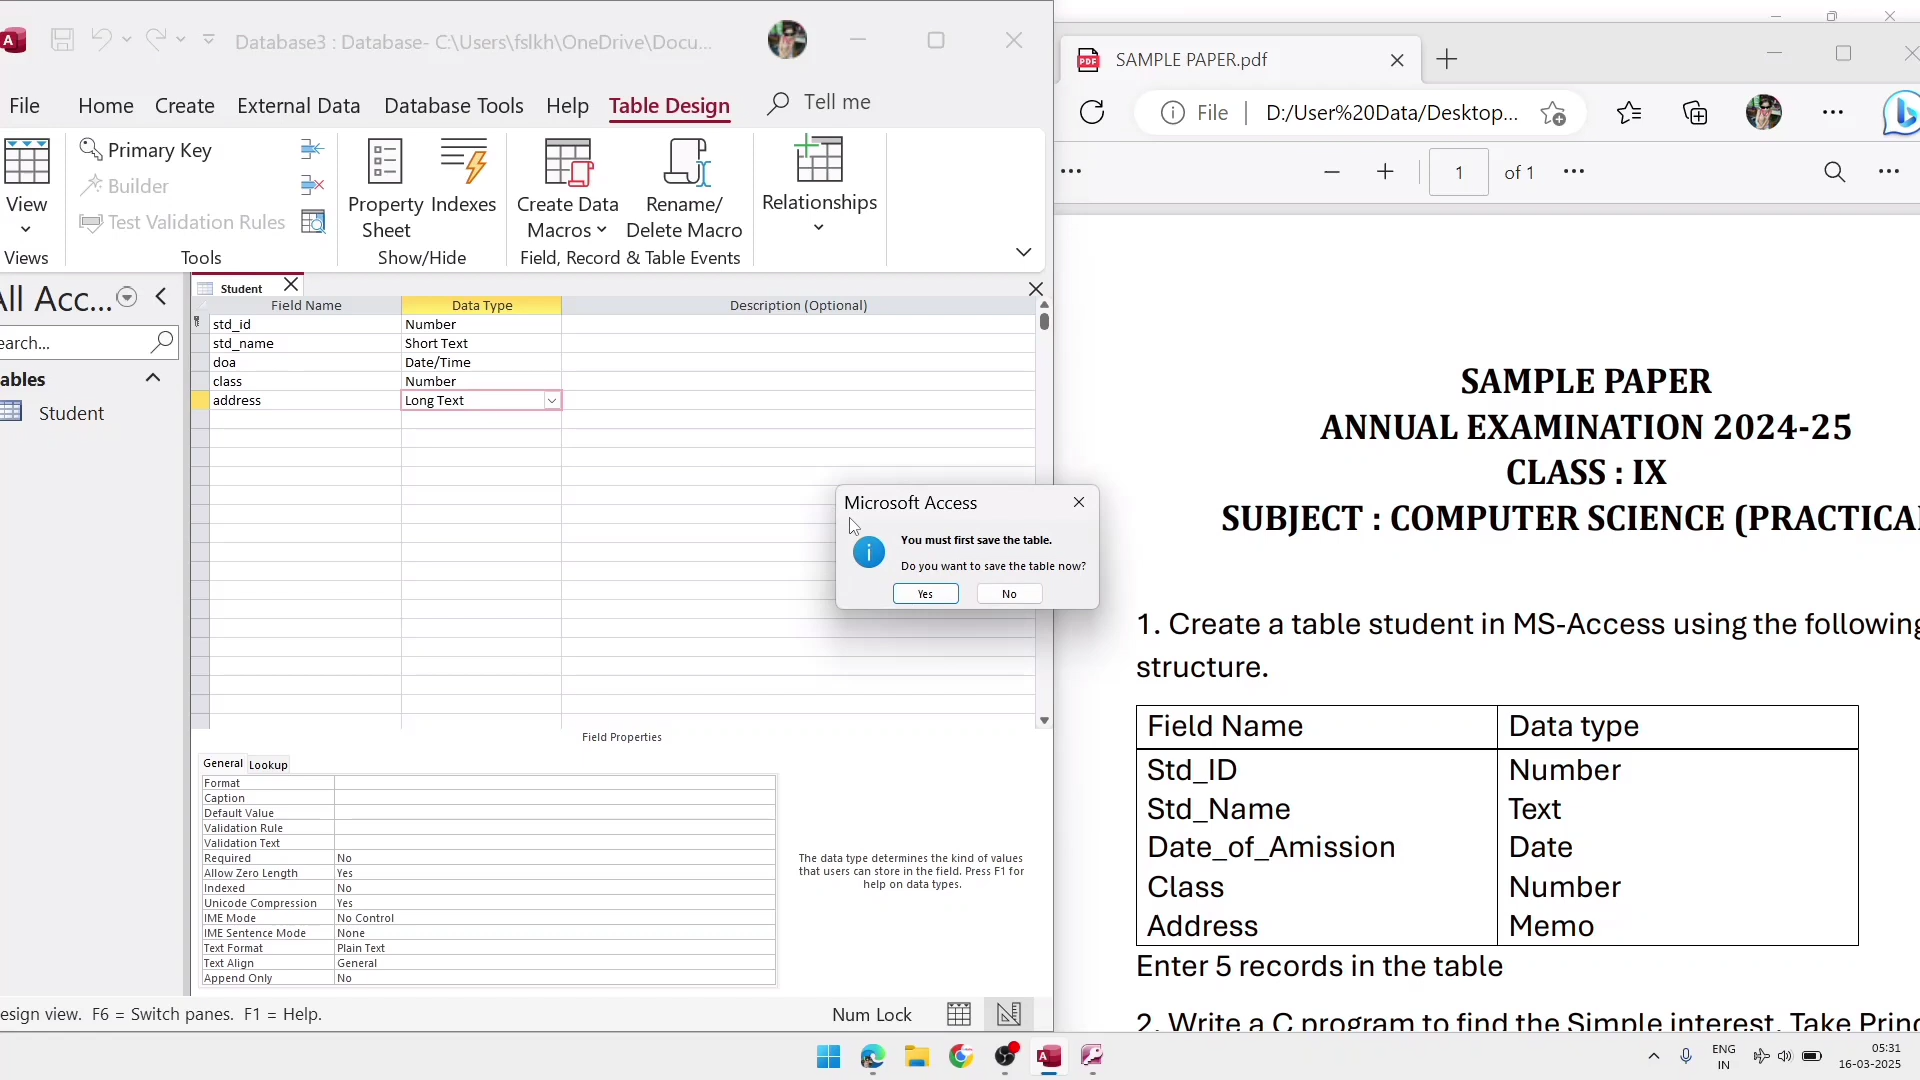 Database3 : Database- C:\Users\fslkh\OneDrive\Docu...
File Home Create External Data Database Tools Help Table Design Tell me
View
Views
Primary Key
Builder
Test Validation Rules
Tools
Property Sheet
Indexes
Show/Hide
Create Data Macros
Rename/ Delete Macro
Field, Record & Table Events
Relationships
All Acc...
earch...
ables
Student
Student
Field Name Data Type Description (Optional)
std_id Number
std_name Short Text
doa Date/Time
class Number
address Long Text
Microsoft Access
You must first save the table.
Do you want to save the table now?
Yes No
Field Properties
General Lookup
Format
Caption
Default Value
Validation Rule
Validation Text
Required No
Allow Zero Length Yes
Indexed No
Unicode Compression Yes
IME Mode No Control
IME Sentence Mode None
Text Format Plain Text
Text Align General
Append Only No
The data type determines the kind of values
that users can store in the field. Press F1 for
help on data types.
esign view. F6 = Switch panes. F1 = Help.
Num Lock
SAMPLE PAPER.pdf
File D:/User%20Data/Desktop...
1 of 1
SAMPLE PAPER
ANNUAL EXAMINATION 2024-25
CLASS : IX
SUBJECT : COMPUTER SCIENCE (PRACTICA
1. Create a table student in MS-Access using the following
structure.
Field Name Data type
Std_ID Number
Std_Name Text
Date_of_Amission Date
Class Number
Address Memo
Enter 5 records in the table
2. Write a C program to find the Simple interest. Take Princ
ENG
IN
05:31
16-03-2025